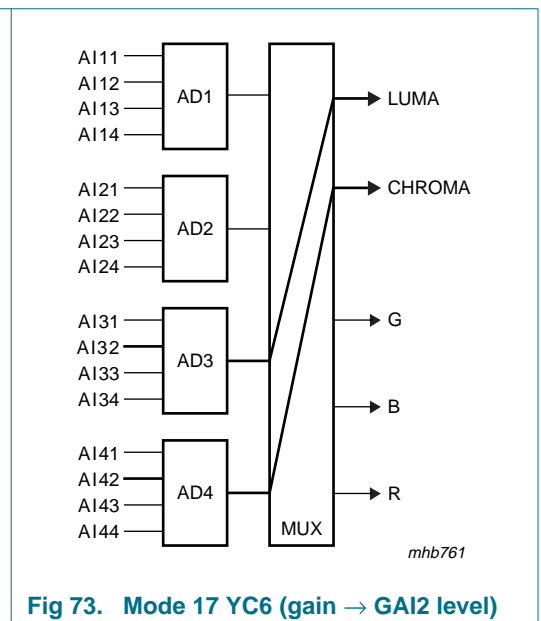 AI11
AI12
AI13
AI14
AD1
LUMA
AI21
AI22
AI23
AI24
AD2
CHROMA
AI31
AI32
AI33
AI34
AD3
G
B
AI41
AI42
AI43
AI44
AD4
R
MUX
mhb761
Fig 73. Mode 17 YC6 (gain → GAI2 level)